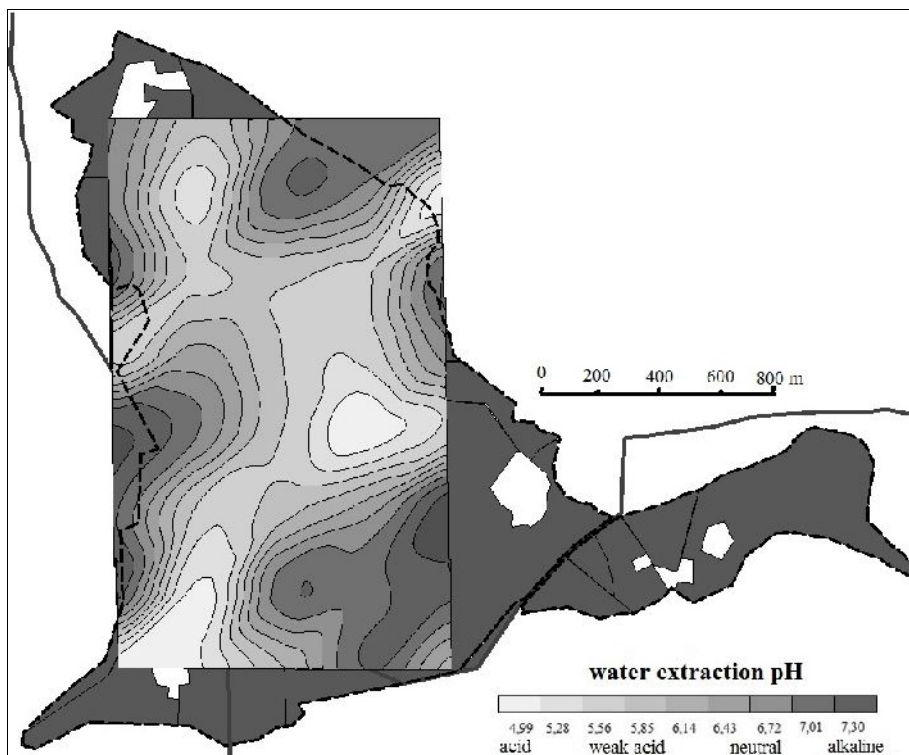 0 200 400 600 800 m
water extraction pH
4,99 5,28 5,56 5,85 6,14 6,43 6,72 7,01 7,30
acid weak acid neutral alkaline